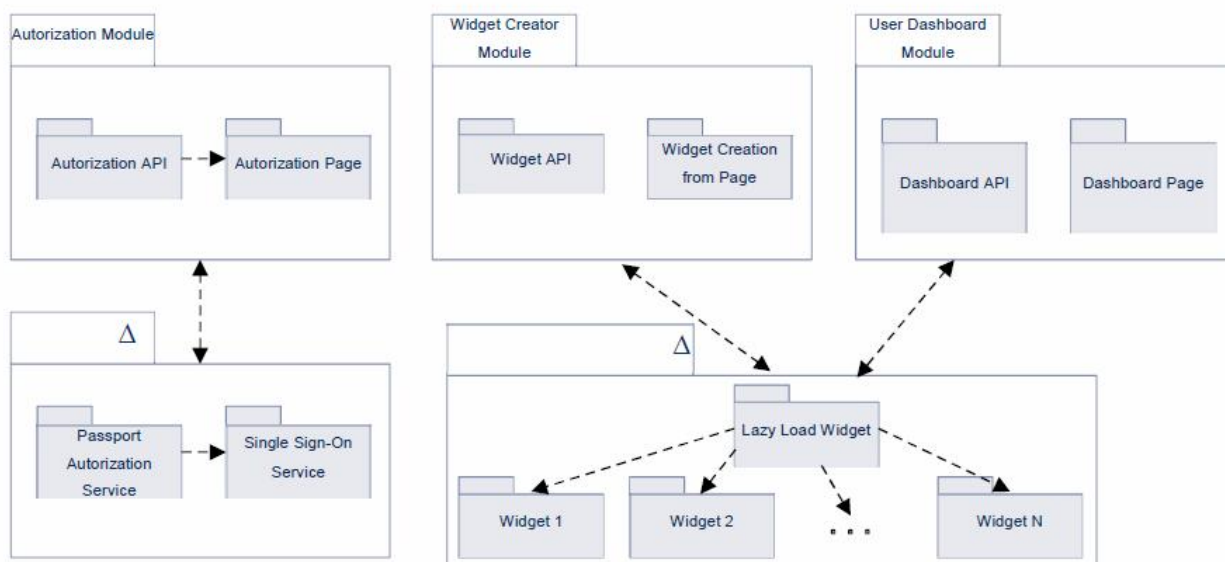 Autorization Module
Widget Creator
Module
User Dashboard
Module
Autorization API
Autorization Page
Widget API
Widget Creation
from Page
Dashboard API
Dashboard Page
Δ
Δ
Passport
Autorization
Service
Single Sign-On
Service
Lazy Load Widget
Widget 1
Widget 2
. . .
Widget N